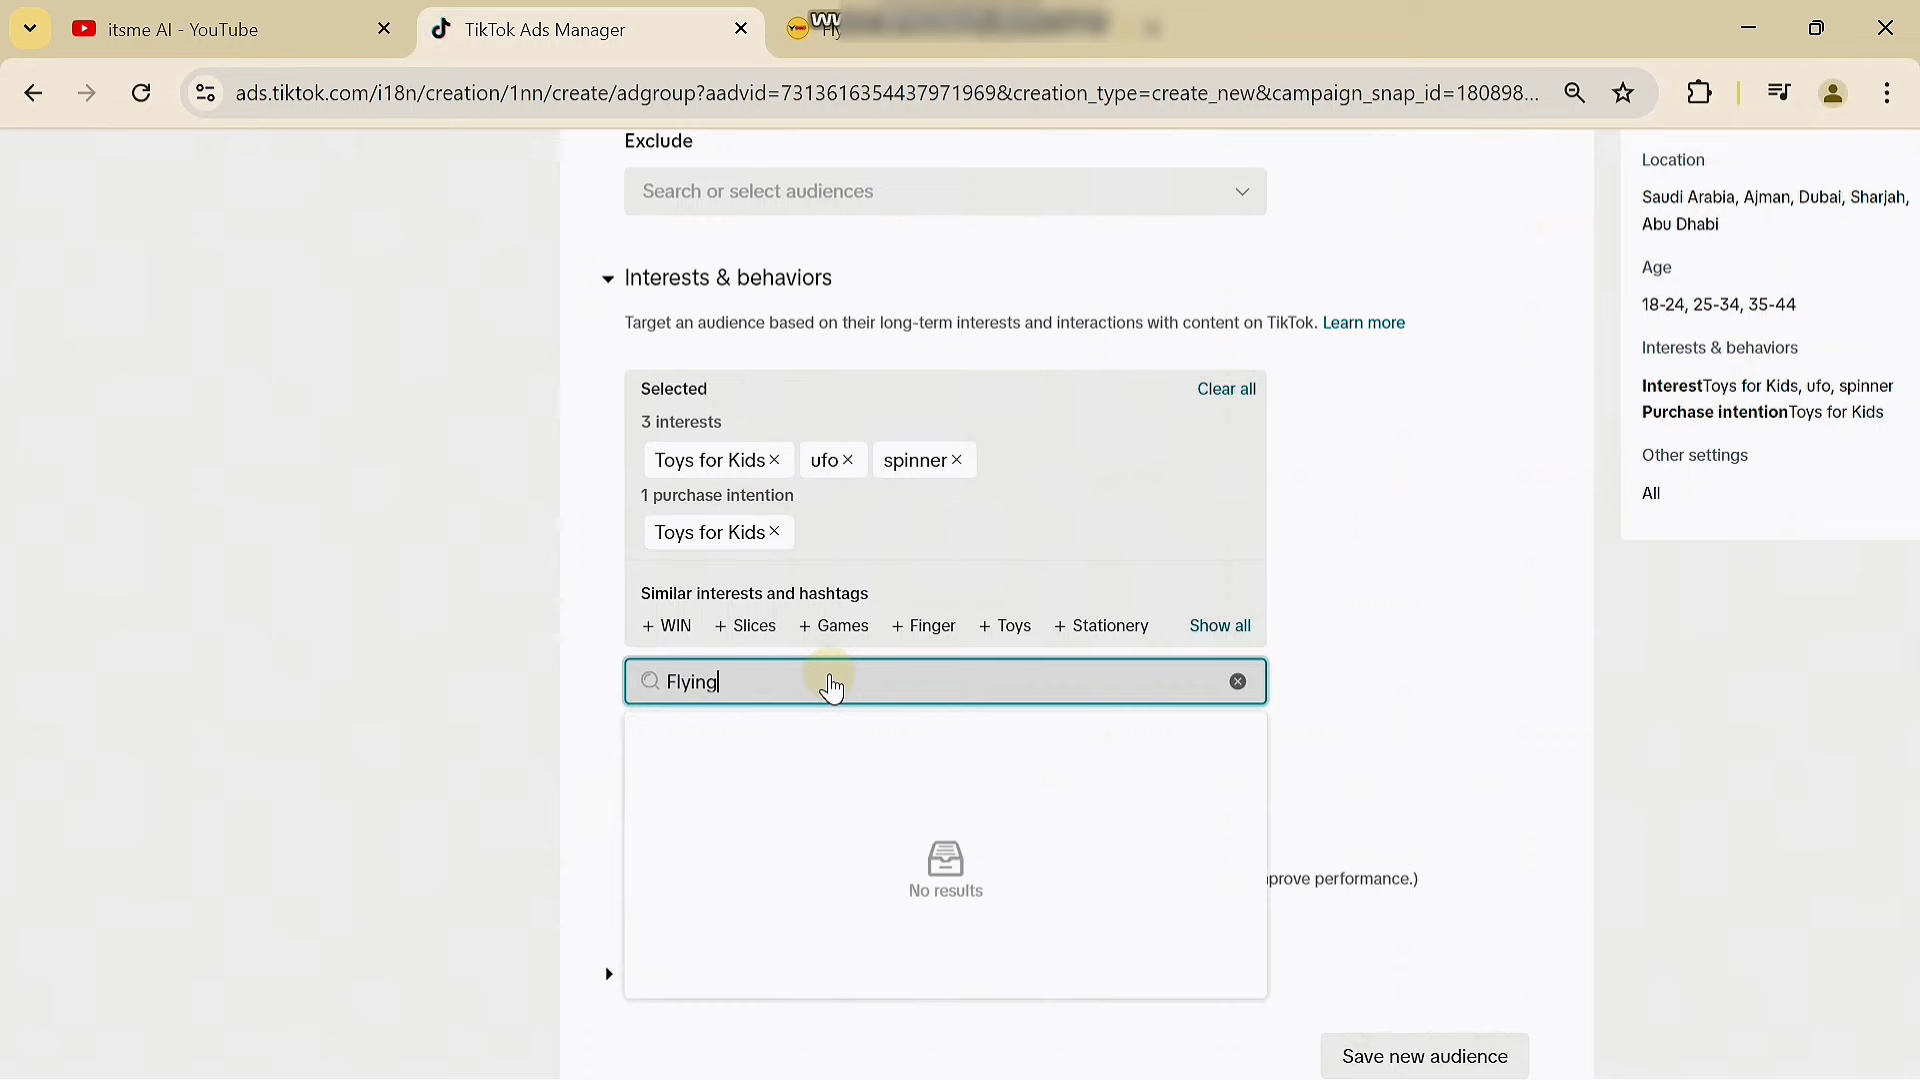 itsme AI - YouTube
TikTok Ads Manager
ads.tiktok.com/i18n/creation/1nn/create/adgroup?aadvid=7313616354437971969&creation_type=create_new&campaign_snap_id=180898...
Exclude
Search or select audiences
Interests & behaviors
Target an audience based on their long-term interests and interactions with content on TikTok. Learn more
Selected Clear all
3 interests
Toys for Kids× ufo× spinner×
1 purchase intention
Toys for Kids×
Similar interests and hashtags
+ WIN + Slices + Games + Finger + Toys + Stationery Show all
Flying
No results
prove performance.)
Save new audience
Location
Saudi Arabia, Ajman, Dubai, Sharjah,
Abu Dhabi
Age
18-24, 25-34, 35-44
Interests & behaviors
InterestToys for Kids, ufo, spinner
Purchase intentionToys for Kids
Other settings
All